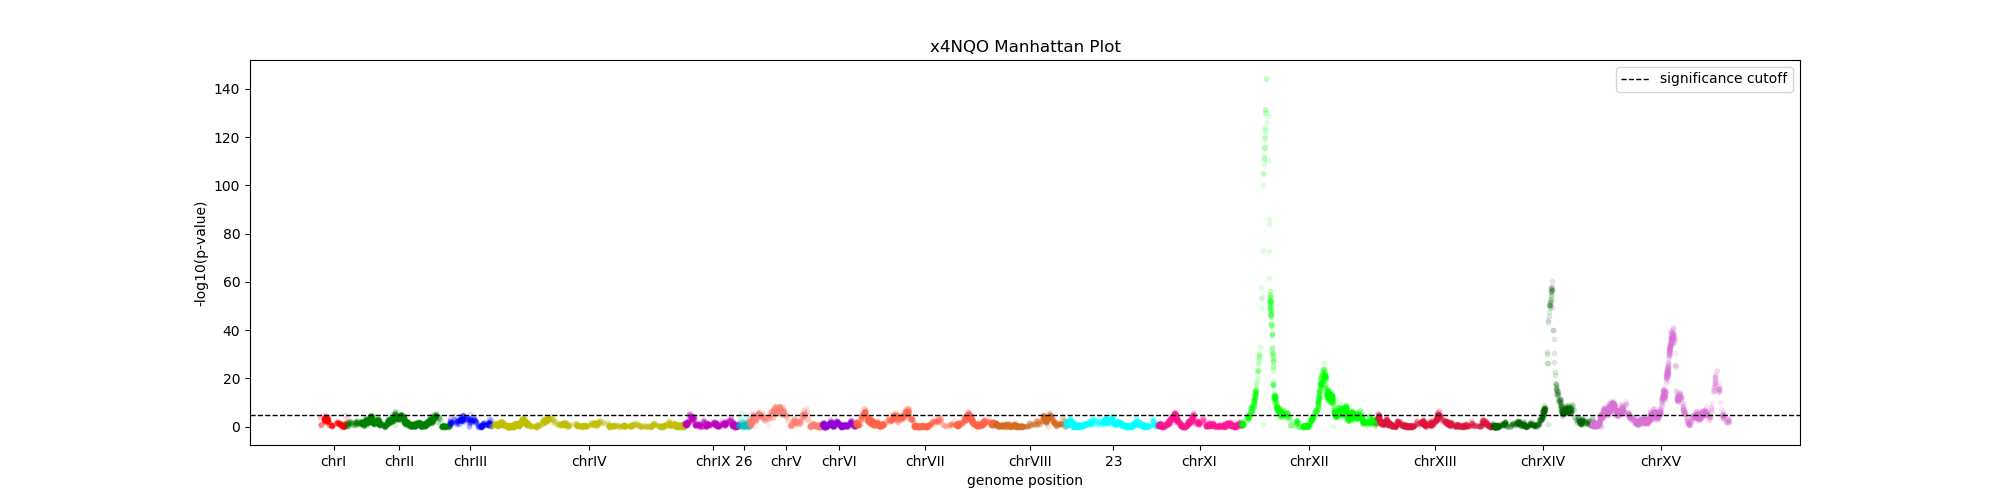 x4NQO Manhattan Plot
significance cutoff
140
120
100
80
60
40
20
0
-log10(p-value)
chrI chrII chrIII chrIV chrIX 26 chrV chrVI chrVII chrVIII 23 chrXI chrXII chrXIII chrXIV chrXV
genome position